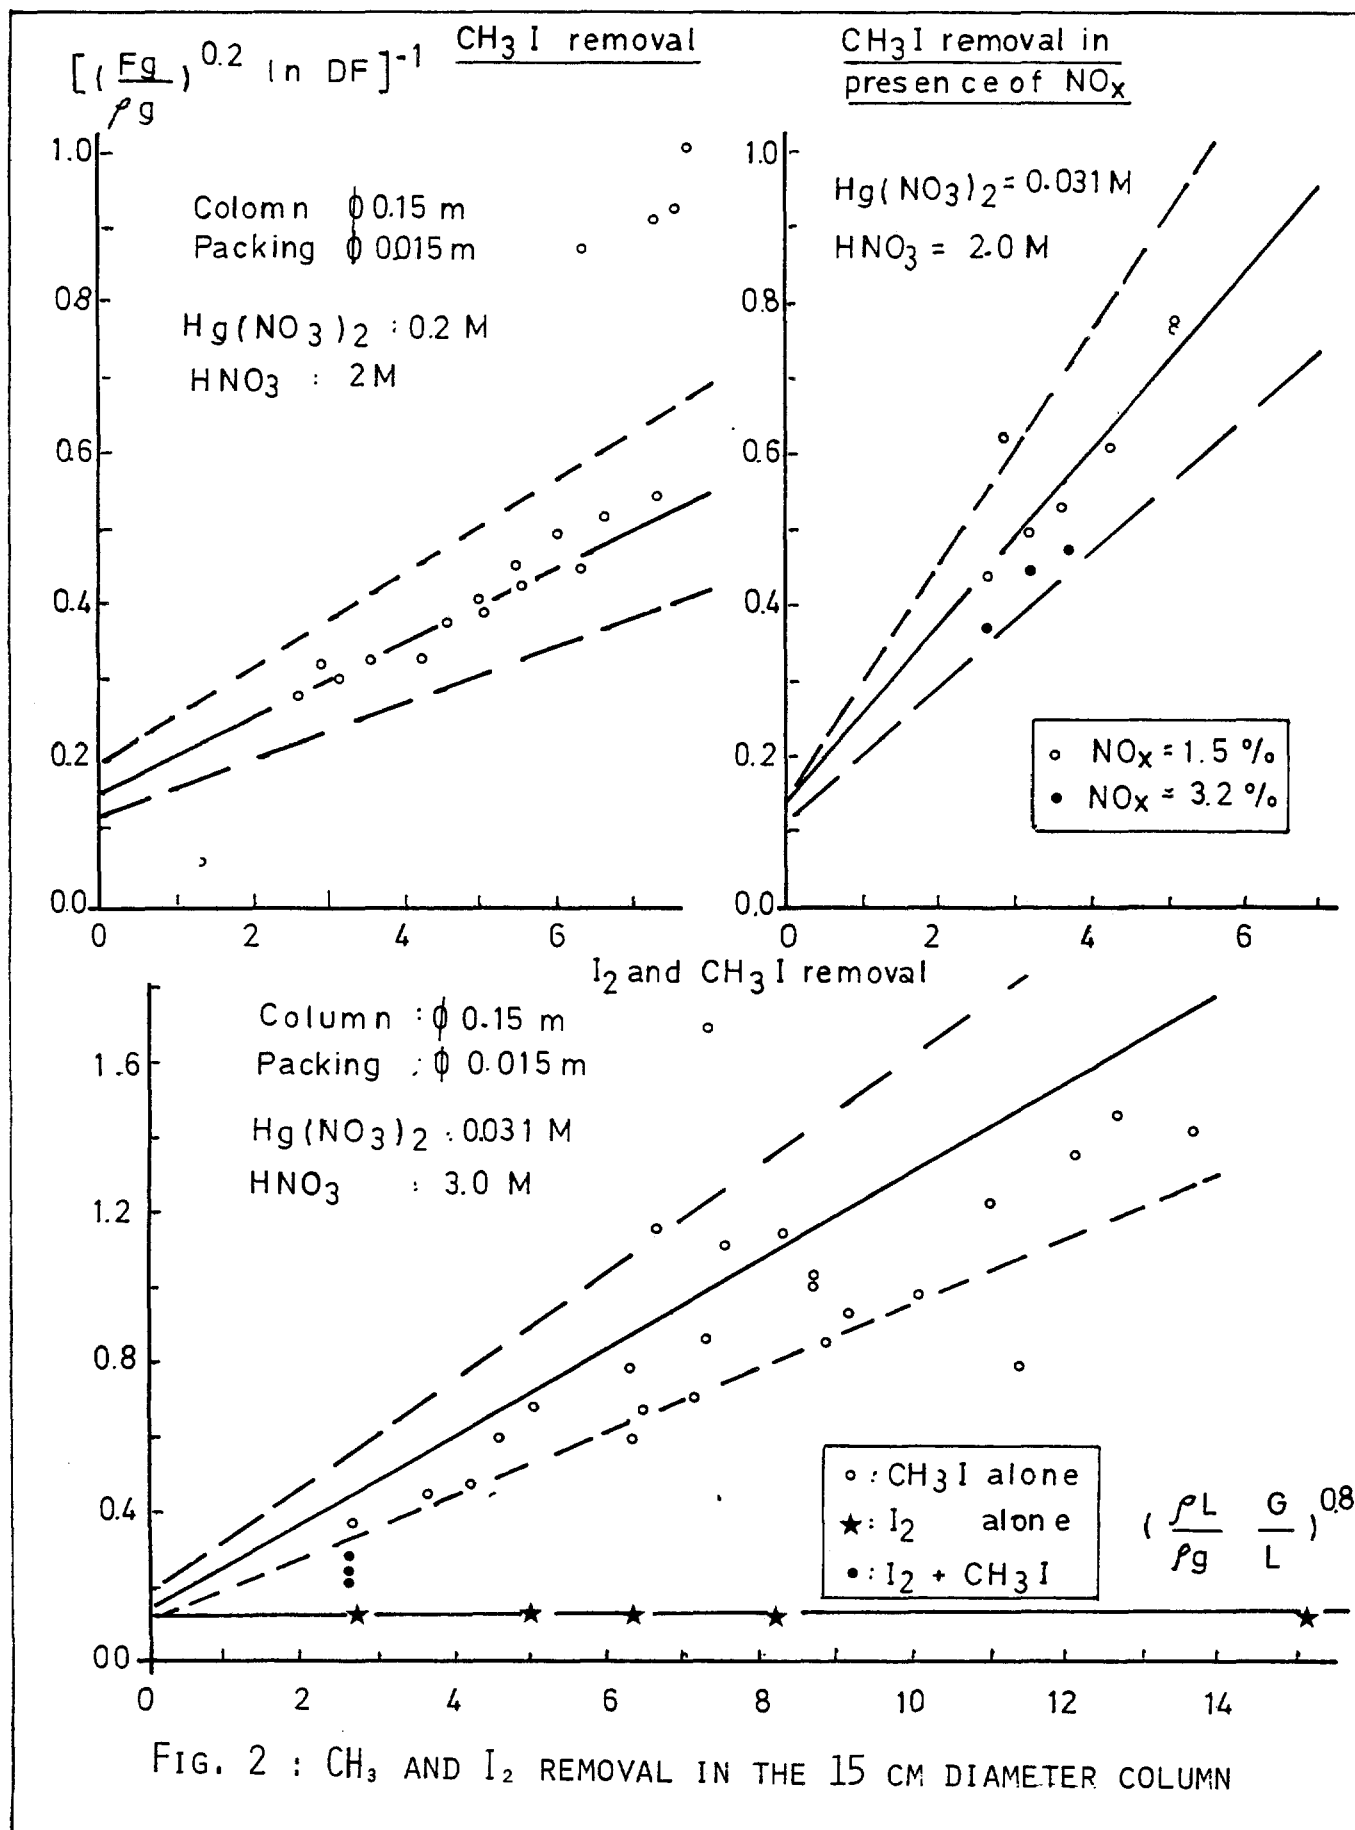 [(Fg/ρg)^0.2 ln DF]^-1
CH3 I removal
CH3 I removal in
presence of NOx
1.0
0.8
0.6
0.4
0.2
0.0
Colomn ϕ 0.15 m
Packing ϕ 0.015 m
Hg(NO3)2 : 0.2 M
HNO3 : 2 M
0 2 4 6
1.0
0.8
0.6
0.4
0.2
0.0
Hg(NO3)2 = 0.031 M
HNO3 = 2.0 M
○ NOx = 1.5 %
● NOx = 3.2 %
0 2 4 6
I2 and CH3 I removal
1.6
1.2
0.8
0.4
0.0
Column : ϕ 0.15 m
Packing : ϕ 0.015 m
Hg(NO3)2 : 0.031 M
HNO3 : 3.0 M
○ : CH3 I alone
★ : I2 alone
● : I2 + CH3 I
(ρL/ρg G/L)^0.8
0 2 4 6 8 10 12 14
FIG. 2 : CH3 AND I2 REMOVAL IN THE 15 CM DIAMETER COLUMN